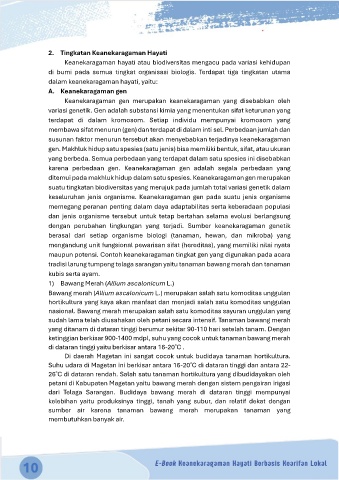 2. Tingkatan Keanekaragaman Hayati
Keanekaragaman hayati atau biodiversitas mengacu pada variasi kehidupan
di bumi pada semua tingkat organisasi biologis. Terdapat tiga tingkatan utama
dalam keanekaragaman hayati, yaitu:
A. Keanekaragaman gen
Keanekaragaman gen merupakan keanekaragaman yang disebabkan oleh
variasi genetik. Gen adalah substansi kimia yang menentukan sifat keturunan yang
terdapat di dalam kromosom. Setiap individu mempunyai kromosom yang
membawa sifat menurun (gen) dan terdapat di dalam inti sel. Perbedaan jumlah dan
susunan faktor menurun tersebut akan menyebabkan terjadinya keanekaragaman
gen. Makhluk hidup satu spesies (satu jenis) bisa memiliki bentuk, sifat, atau ukuran
yang berbeda. Semua perbedaan yang terdapat dalam satu spesies ini disebabkan
karena perbedaan gen. Keanekaragaman gen adalah segala perbedaan yang
ditemui pada makhluk hidup dalam satu spesies. Keanekaragaman gen merupakan
suatu tingkatan biodiversitas yang merujuk pada jumlah total variasi genetik dalam
keseluruhan jenis organisme. Keanekaragaman gen pada suatu jenis organisme
memegang peranan penting dalam daya adaptabilitas serta keberadaan populasi
dan jenis organisme tersebut untuk tetap bertahan selama evolusi berlangsung
dengan perubahan lingkungan yang terjadi. Sumber keanekaragaman genetik
berasal dari setiap organisme biologi (tanaman, hewan, dan mikroba) yang
mengandung unit fungsional pewarisan sifat (hereditas), yang memiliki nilai nyata
maupun potensi. Contoh keanekaragaman tingkat gen yang digunakan pada acara
tradisi larung tumpeng telaga sarangan yaitu tanaman bawang merah dan tanaman
kubis serta ayam.
1) Bawang Merah (Allium ascalonicum L.)
Bawang merah (Allium ascalonicum L.) merupakan salah satu komoditas unggulan
hortikultura yang kaya akan manfaat dan menjadi salah satu komoditas unggulan
nasional. Bawang merah merupakan salah satu komoditas sayuran unggulan yang
sudah lama telah diusahakan oleh petani secara intensif. Tanaman bawang merah
yang ditanam di dataran tinggi berumur sekitar 90-110 hari setelah tanam. Dengan
ketinggian berkisar 900-1400 mdpl, suhu yang cocok untuk tanaman bawang merah
di dataran tinggi yaitu berkisar antara 16-20°C .
Di daerah Magetan ini sangat cocok untuk budidaya tanaman hortikultura.
Suhu udara di Magetan ini berkisar antara 16-20°C di dataran tinggi dan antara 22-
26°C di dataran rendah. Salah satu tanaman hortikultura yang dibudidayakan oleh
petani di Kabupaten Magetan yaitu bawang merah dengan sistem pengairan irigasi
dari Telaga Sarangan. Budidaya bawang merah di dataran tinggi mempunyai
kelebihan yaitu produksinya tinggi, tanah yang subur, dan relatif dekat dengan
sumber air karena tanaman bawang merah merupakan tanaman yang
membutuhkan banyak air.
10
E-Book Keanekaragaman Hayati Berbasis Kearifan Lokal